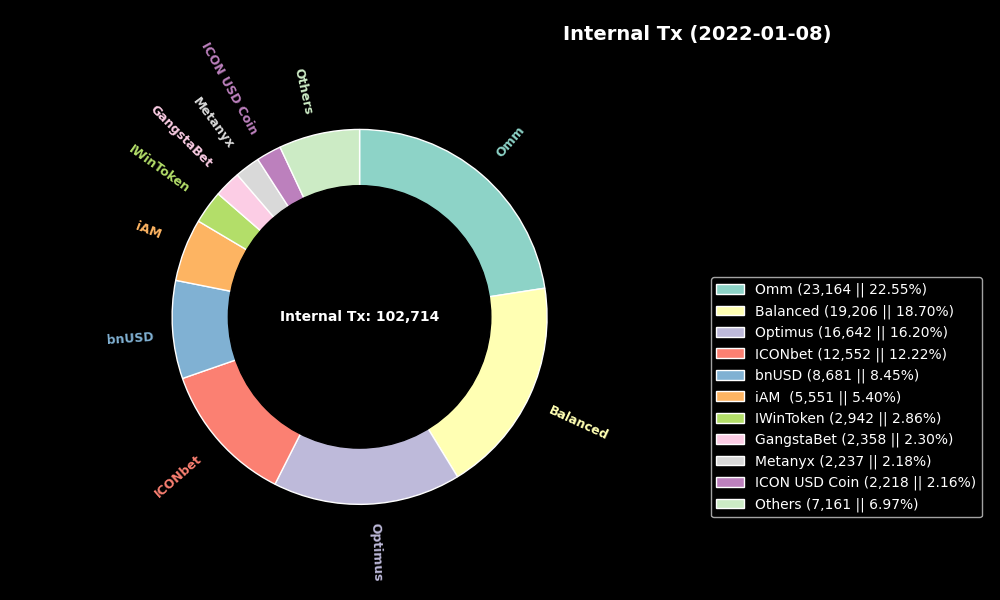 Internal Tx (2022-01-08)
ICON USD Coin
Others
Metanyx
GangstaBet
Omm
IWinToken
iAM
Internal Tx: 102,714
bnUSD
Balanced
ICONbet
Optimus
Omm (23,164 || 22.55%)
Balanced (19,206 || 18.70%)
Optimus (16,642 || 16.20%)
ICONbet (12,552 || 12.22%)
bnUSD (8,681 || 8.45%)
iAM  (5,551 || 5.40%)
IWinToken (2,942 || 2.86%)
GangstaBet (2,358 || 2.30%)
Metanyx (2,237 || 2.18%)
ICON USD Coin (2,218 || 2.16%)
Others (7,161 || 6.97%)